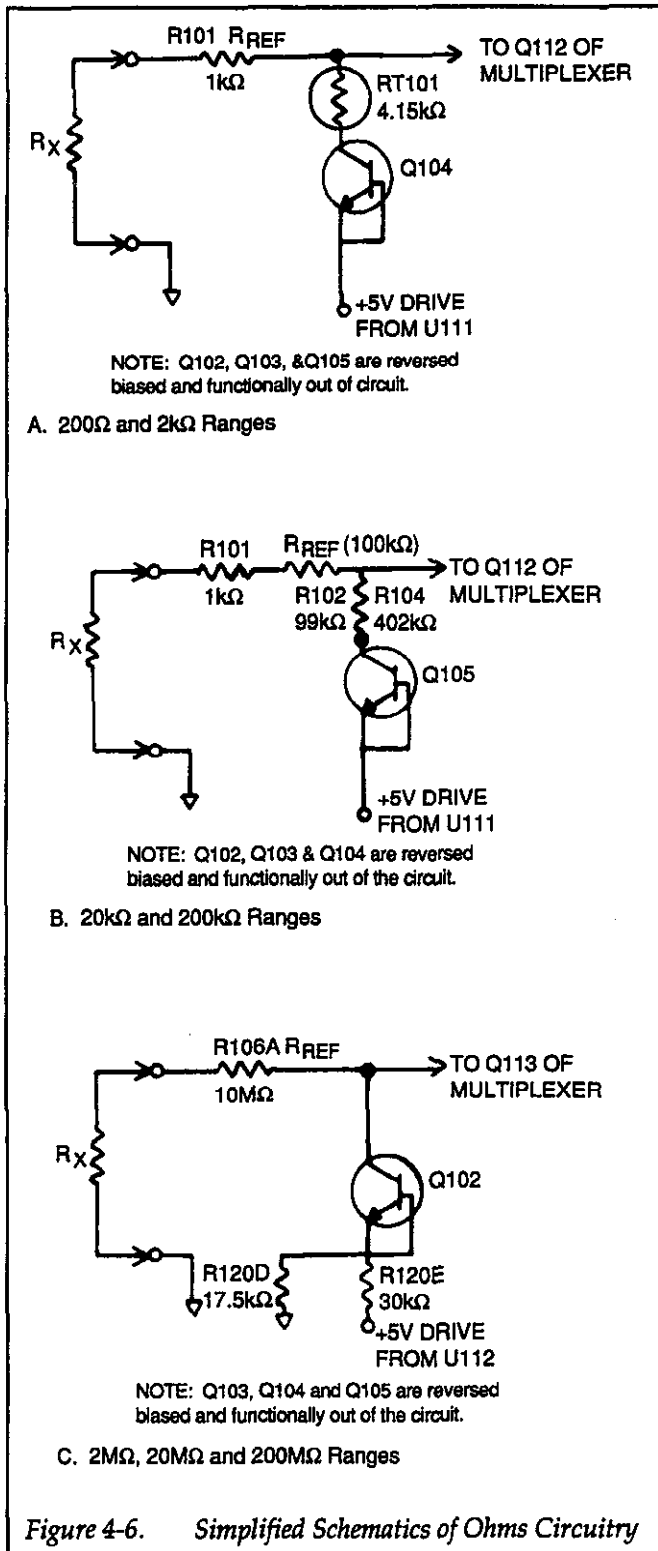 R101 RREF
1kΩ
TO Q112 OF
MULTIPLEXER
RT101
4.15kΩ
RX
Q104
+5V DRIVE
FROM U111
NOTE: Q102, Q103, &Q105 are reversed
biased and functionally out of circuit.
A. 200Ω and 2kΩ Ranges
R101 RREF (100kΩ)
1kΩ
TO Q112 OF
MULTIPLEXER
R102 R104
99kΩ 402kΩ
RX
Q105
+5V DRIVE
FROM U111
NOTE: Q102, Q103 & Q104 are reversed
biased and functionally out of the circuit.
B. 20kΩ and 200kΩ Ranges
R106A RREF
10MΩ
TO Q113 OF
MULTIPLEXER
RX
Q102
R120D
17.5kΩ
R120E
30kΩ
+5V DRIVE
FROM U112
NOTE: Q103, Q104 and Q105 are reversed
biased and functionally out of the circuit.
C. 2MΩ, 20MΩ and 200MΩ Ranges
Figure 4-6. Simplified Schematics of Ohms Circuitry